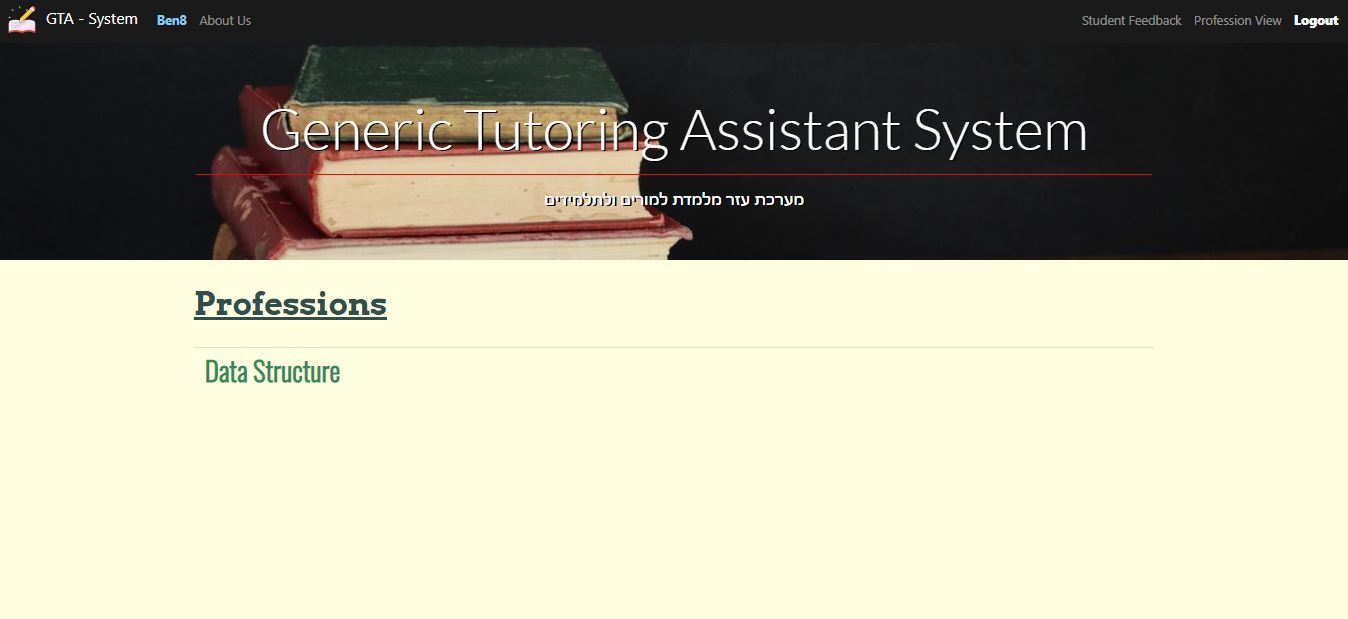 GTA - System Ben8 About Us Student Feedback Profession View Logout
Generic Tutoring Assistant System
מערכת עזר מלמדת למורים ולתלמידים
Professions
Data Structure